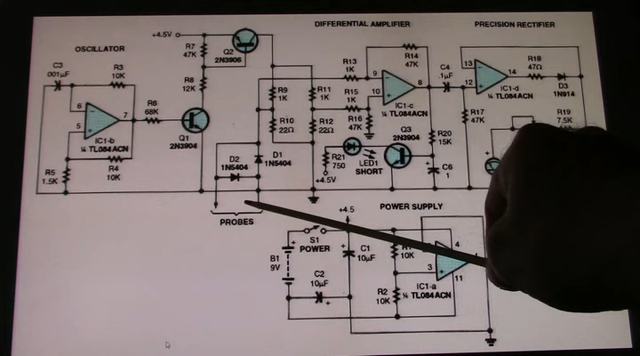 DIFFERENTIAL AMPLIFIER
PRECISION RECTIFIER
OSCILLATOR
+4.5V
R7
47K
Q2
2N3906
C3
.001µF
R3
10K
R8
12K
R9
1K
R11
1K
R13
1K
R14
47K
C4
.1µF
R18
47Ω
D3
1N914
6
5
7
IC1-b
¼ TL084ACN
R6
68K
Q1
2N3904
R10
22Ω
R12
22Ω
R15
1K
R16
47K
9
10
8
IC1-c
¼ TL084ACN
13
12
14
IC1-d
¼ TL084ACN
R17
47K
R19
7.5K
R5
1.5K
R4
10K
D2
1N5404
D1
1N5404
R21
750
+4.5V
LED1
SHORT
Q3
2N3904
R20
15K
C6
1
PROBES
POWER SUPPLY
+4.5
S1
POWER
B1
9V
C1
10µF
C2
10µF
10K
R2
10K
3
4
11
IC1-a
¼ TL084ACN